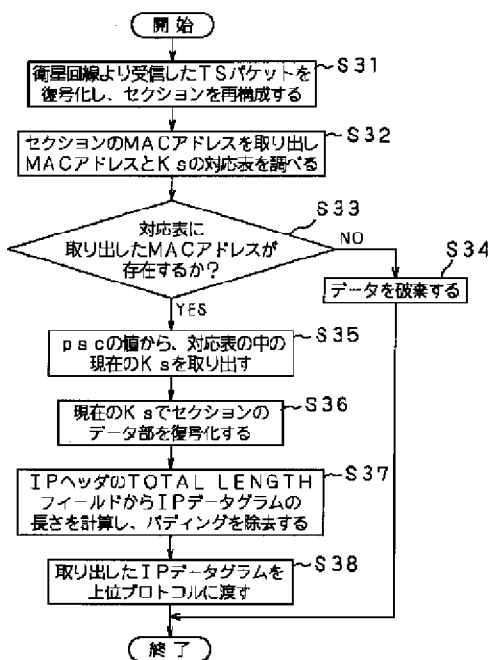 開始
衛星回線より受信したTSパケットを
復号化し、セクションを再構成する
S31
セクションのMACアドレスを取り出し
MACアドレスとKsの対応表を調べる
S32
対応表に
取り出したMACアドレスが
存在するか?
S33
NO
S34
データを破棄する
YES
pscの値から、対応表の中の
現在のKsを取り出す
S35
現在のKsでセクションの
データ部を復号化する
S36
IPヘッダのTOTAL LENGTH
フィールドからIPデータグラムの
長さを計算し、パディングを除去する
S37
取り出したIPデータグラムを
上位プロトコルに渡す
S38
終了